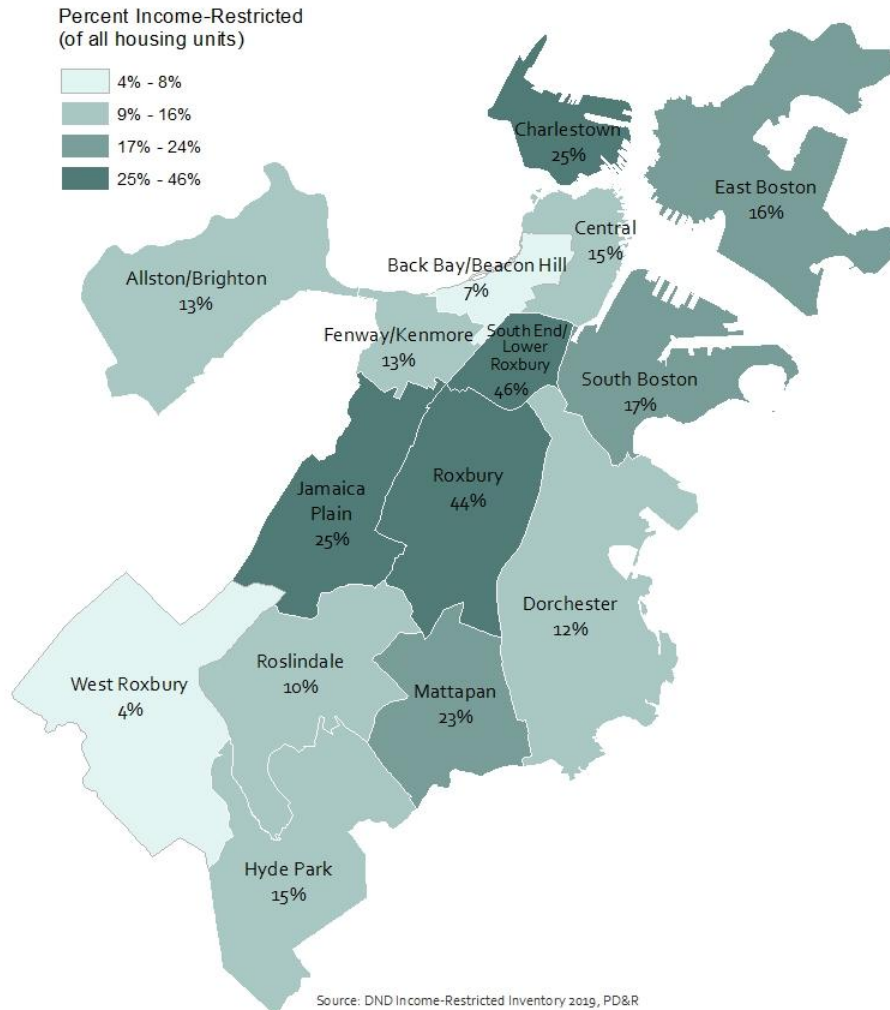 Percent Income-Restricted
(of all housing units)
4% - 8%
9% - 16%
17% - 24%
25% - 46%
Charlestown
25%
East Boston
16%
Central
15%
Allston/Brighton
13%
Back Bay/Beacon Hill
7%
Fenway/Kenmore
13%
South End/
Lower
Roxbury
46%
South Boston
17%
Jamaica
Plain
25%
Roxbury
44%
Dorchester
12%
West Roxbury
4%
Roslindale
10%
Mattapan
23%
Hyde Park
15%
Source: DND Income-Restricted Inventory 2019, PD&R